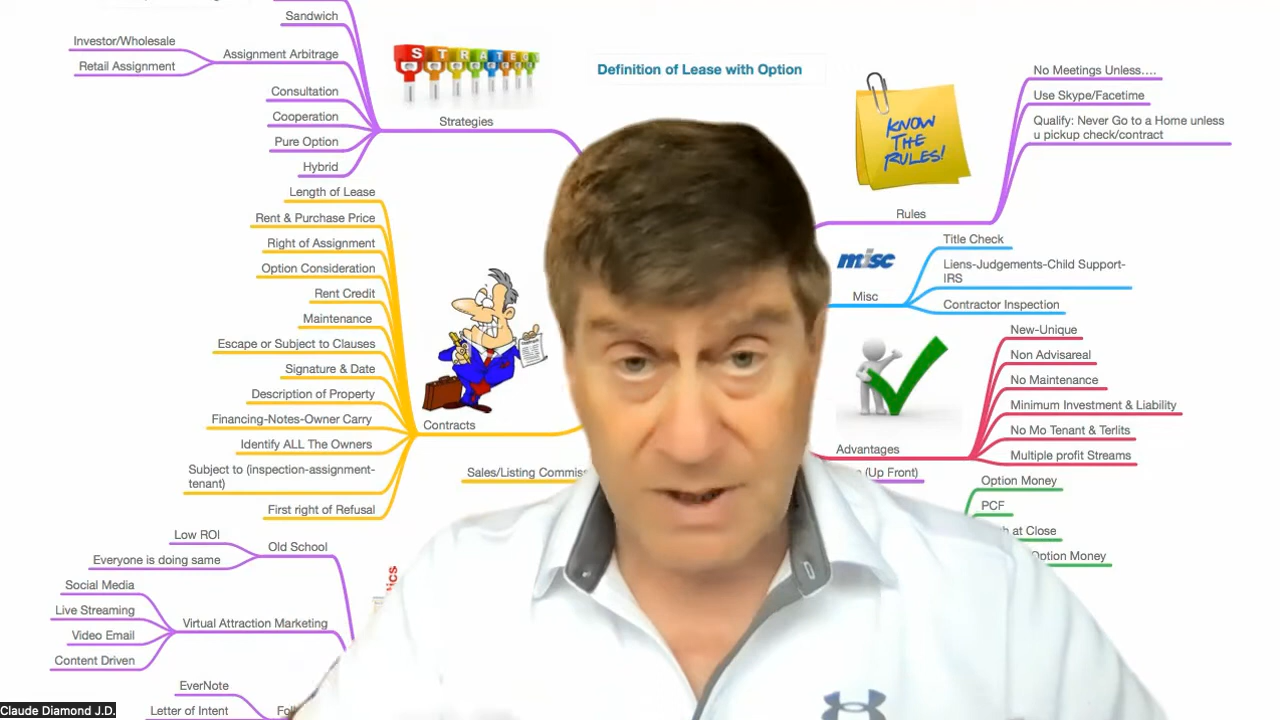 Sandwich
Investor/Wholesale
Retail Assignment
Assignment Arbitrage
Consultation
Cooperation
Pure Option
Hybrid
Strategies
STRATEGY
Definition of Lease with Option
KNOW
THE
RULES!
No Meetings Unless....
Use Skype/Facetime
Qualify: Never Go to a Home unless
u pickup check/contract
Rules
Length of Lease
Rent & Purchase Price
Right of Assignment
Option Consideration
Rent Credit
Maintenance
Escape or Subject to Clauses
Signature & Date
Description of Property
Financing-Notes-Owner Carry
Identify ALL The Owners
Subject to (inspection-assignment-
tenant)
First right of Refusal
Contracts
misc
Misc
Title Check
Liens-Judgements-Child Support-
IRS
Contractor Inspection
New-Unique
Non Advisareal
No Maintenance
Minimum Investment & Liability
No Mo Tenant & Terlits
Multiple profit Streams
Advantages
Sales/Listing Commiss
(Up Front)
Option Money
PCF
at Close
Option Money
Low ROI
Everyone is doing same
Old School
Social Media
Live Streaming
Video Email
Content Driven
Virtual Attraction Marketing
EverNote
Letter of Intent
Claude Diamond J.D.